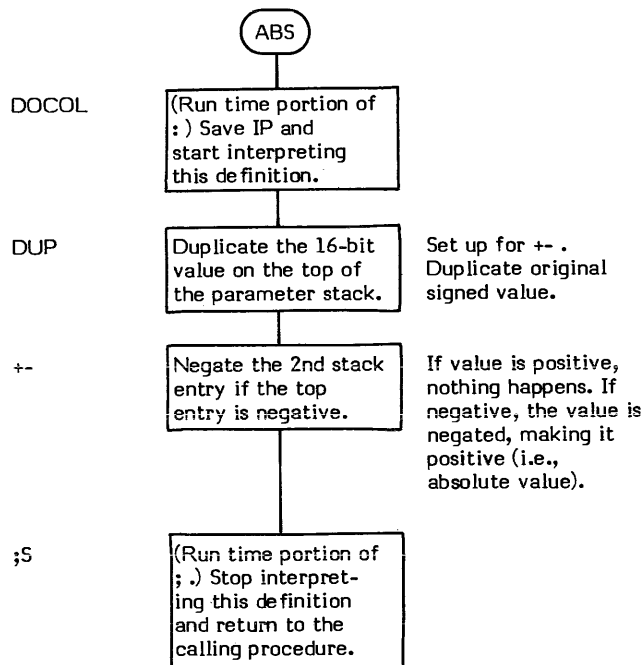 ABS
DOCOL
(Run time portion of
: ) Save IP and
start interpreting
this definition.
DUP
Duplicate the 16-bit
value on the top of
the parameter stack.
Set up for +- .
Duplicate original
signed value.
+-
Negate the 2nd stack
entry if the top
entry is negative.
If value is positive,
nothing happens. If
negative, the value is
negated, making it
positive (i.e.,
absolute value).
;S
(Run time portion of
; .) Stop interpret-
ing this definition
and return to the
calling procedure.